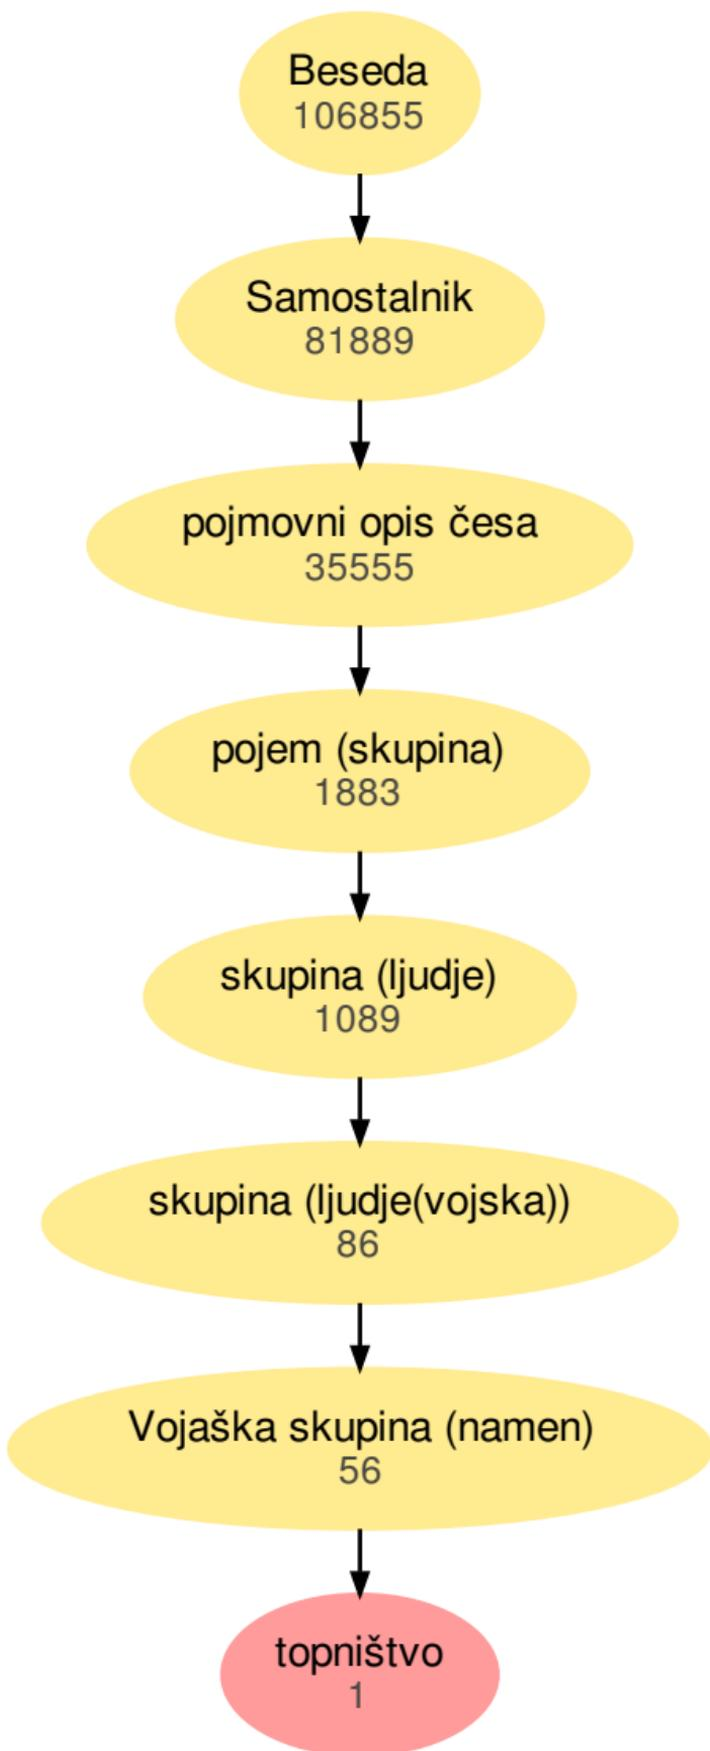 Beseda
106855
Samostalnik
81889
pojmovni opis česa
35555
pojem (skupina)
1883
skupina (ljudje)
1089
skupina (ljudje(vojska))
86
Vojaška skupina (namen)
56
topništvo
1